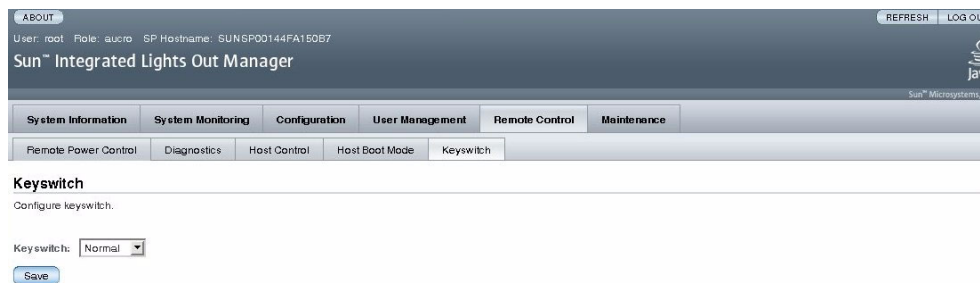 ABOUT
REFRESH LOG OU
User: root Role: aucro SP Hostname: SUNSP00144FA150B7
Sun™ Integrated Lights Out Manager
Sun™ Microsystems,
System Information System Monitoring Configuration User Management Remote Control Maintenance
Remote Power Control Diagnostics Host Control Host Boot Mode Keyswitch
Keyswitch
Configure keyswitch.
Keyswitch: Normal
Save